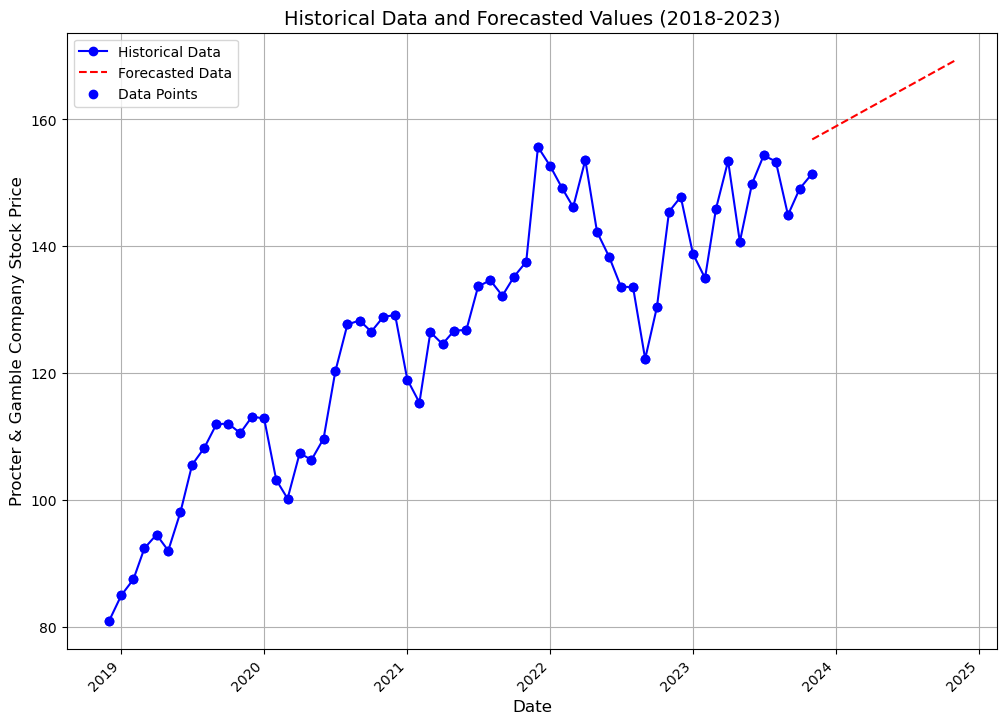 Historical Data and Forecasted Values (2018-2023)
Historical Data
Forecasted Data
Data Points
Procter & Gamble Company Stock Price
160
140
120
100
80
2019
2020
2021
2022
2023
2024
2025
Date